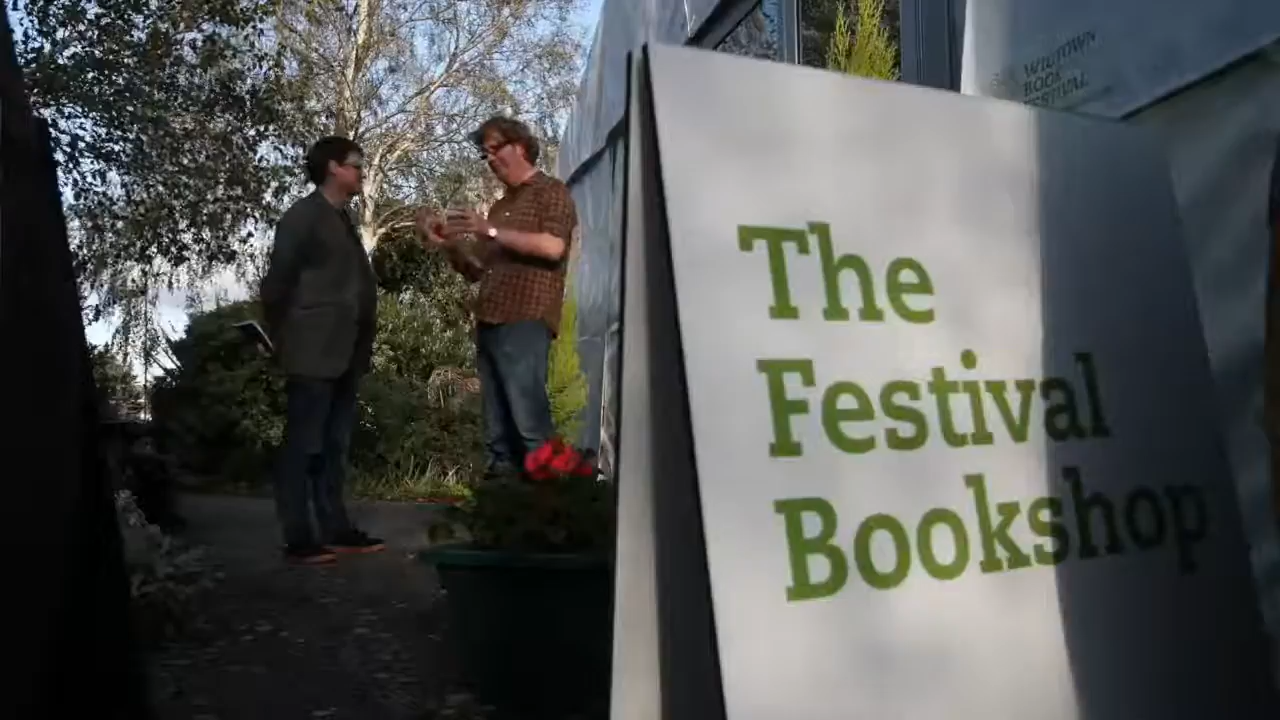 WIGTOWN
BOOK
FESTIVAL
The
Festival
Bookshop